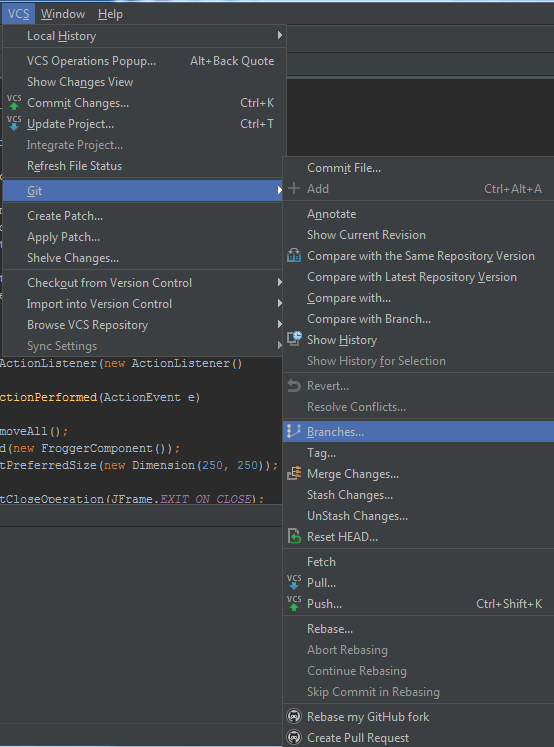 VCS Window Help
Local History
VCS Operations Popup... Alt+Back Quote
Show Changes View
VCS Commit Changes... Ctrl+K
VCS Update Project... Ctrl+T
Integrate Project...
Refresh File Status
Git
Create Patch...
Apply Patch...
Shelve Changes...
Checkout from Version Control
Import into Version Control
Browse VCS Repository
Sync Settings
Commit File...
Add Ctrl+Alt+A
Annotate
Show Current Revision
Compare with the Same Repository Version
Compare with Latest Repository Version
Compare with...
Compare with Branch...
Show History
Show History for Selection
Revert...
Resolve Conflicts...
Branches...
Tag...
Merge Changes...
Stash Changes...
UnStash Changes...
Reset HEAD...
Fetch
VCS Pull...
VCS Push... Ctrl+Shift+K
Rebase...
Abort Rebasing
Continue Rebasing
Skip Commit in Rebasing
Rebase my GitHub fork
Create Pull Request
ActionListener(new ActionListener()
ctionPerformed(ActionEvent e)
moveAll();
d(new FroggerComponent());
tPreferredSize(new Dimension(250, 250));
tCloseOperation(JFrame.EXIT_ON_CLOSE);